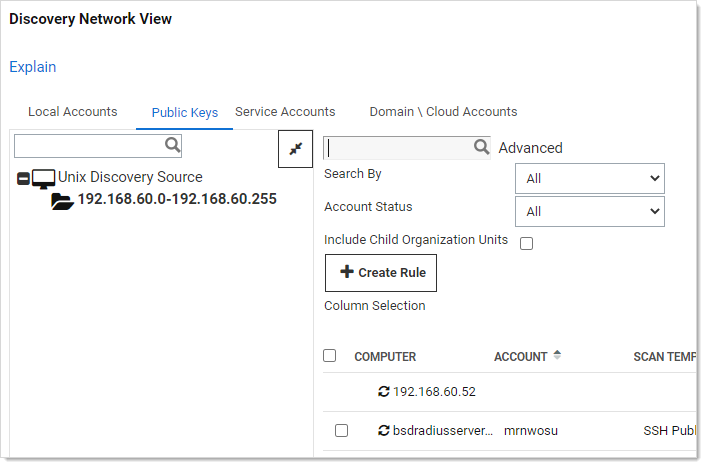 Discovery Network View
Explain
Local Accounts Public Keys Service Accounts Domain \ Cloud Accounts
Advanced
Unix Discovery Source
192.168.60.0-192.168.60.255
Search By All
Account Status All
Include Child Organization Units
Create Rule
Column Selection
COMPUTER ACCOUNT SCAN TEMP
192.168.60.52
bsdradiusserver... mrnwosu SSH Publ